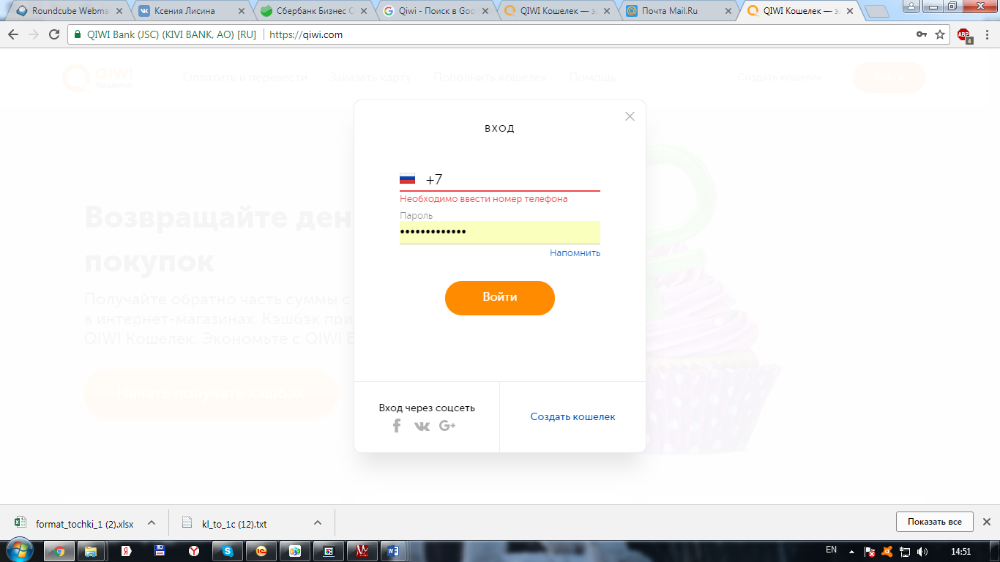 Roundcube Webma
Ксения Лисина
Сбербанк Бизнес О
Qiwi - Поиск в Goo
QIWI Кошелек — э
Почта Mail.Ru
QIWI Кошелек — э
QIWI Bank (JSC) (KIVI BANK, AO) [RU]
https://qiwi.com
ABP
4
QIWI
Кошелек
Оплатить и перевести
Заказать карту
Пополнить кошелек
Помощь
Создать кошелек
Войти
ВХОД
+7
Необходимо ввести номер телефона
Пароль
•••••••••••••
Напомнить
Войти
Вход через соцсеть
Создать кошелек
Возвращайте ден
покупок
Получайте обратно часть суммы с
в интернет-магазинах. Кэшбэк при
QIWI Кошелек. Экономьте с QIWI
Начать получать кэшбэк
format_tochki_1 (2).xlsx
kl_to_1c (12).txt
Показать все
EN
14:51